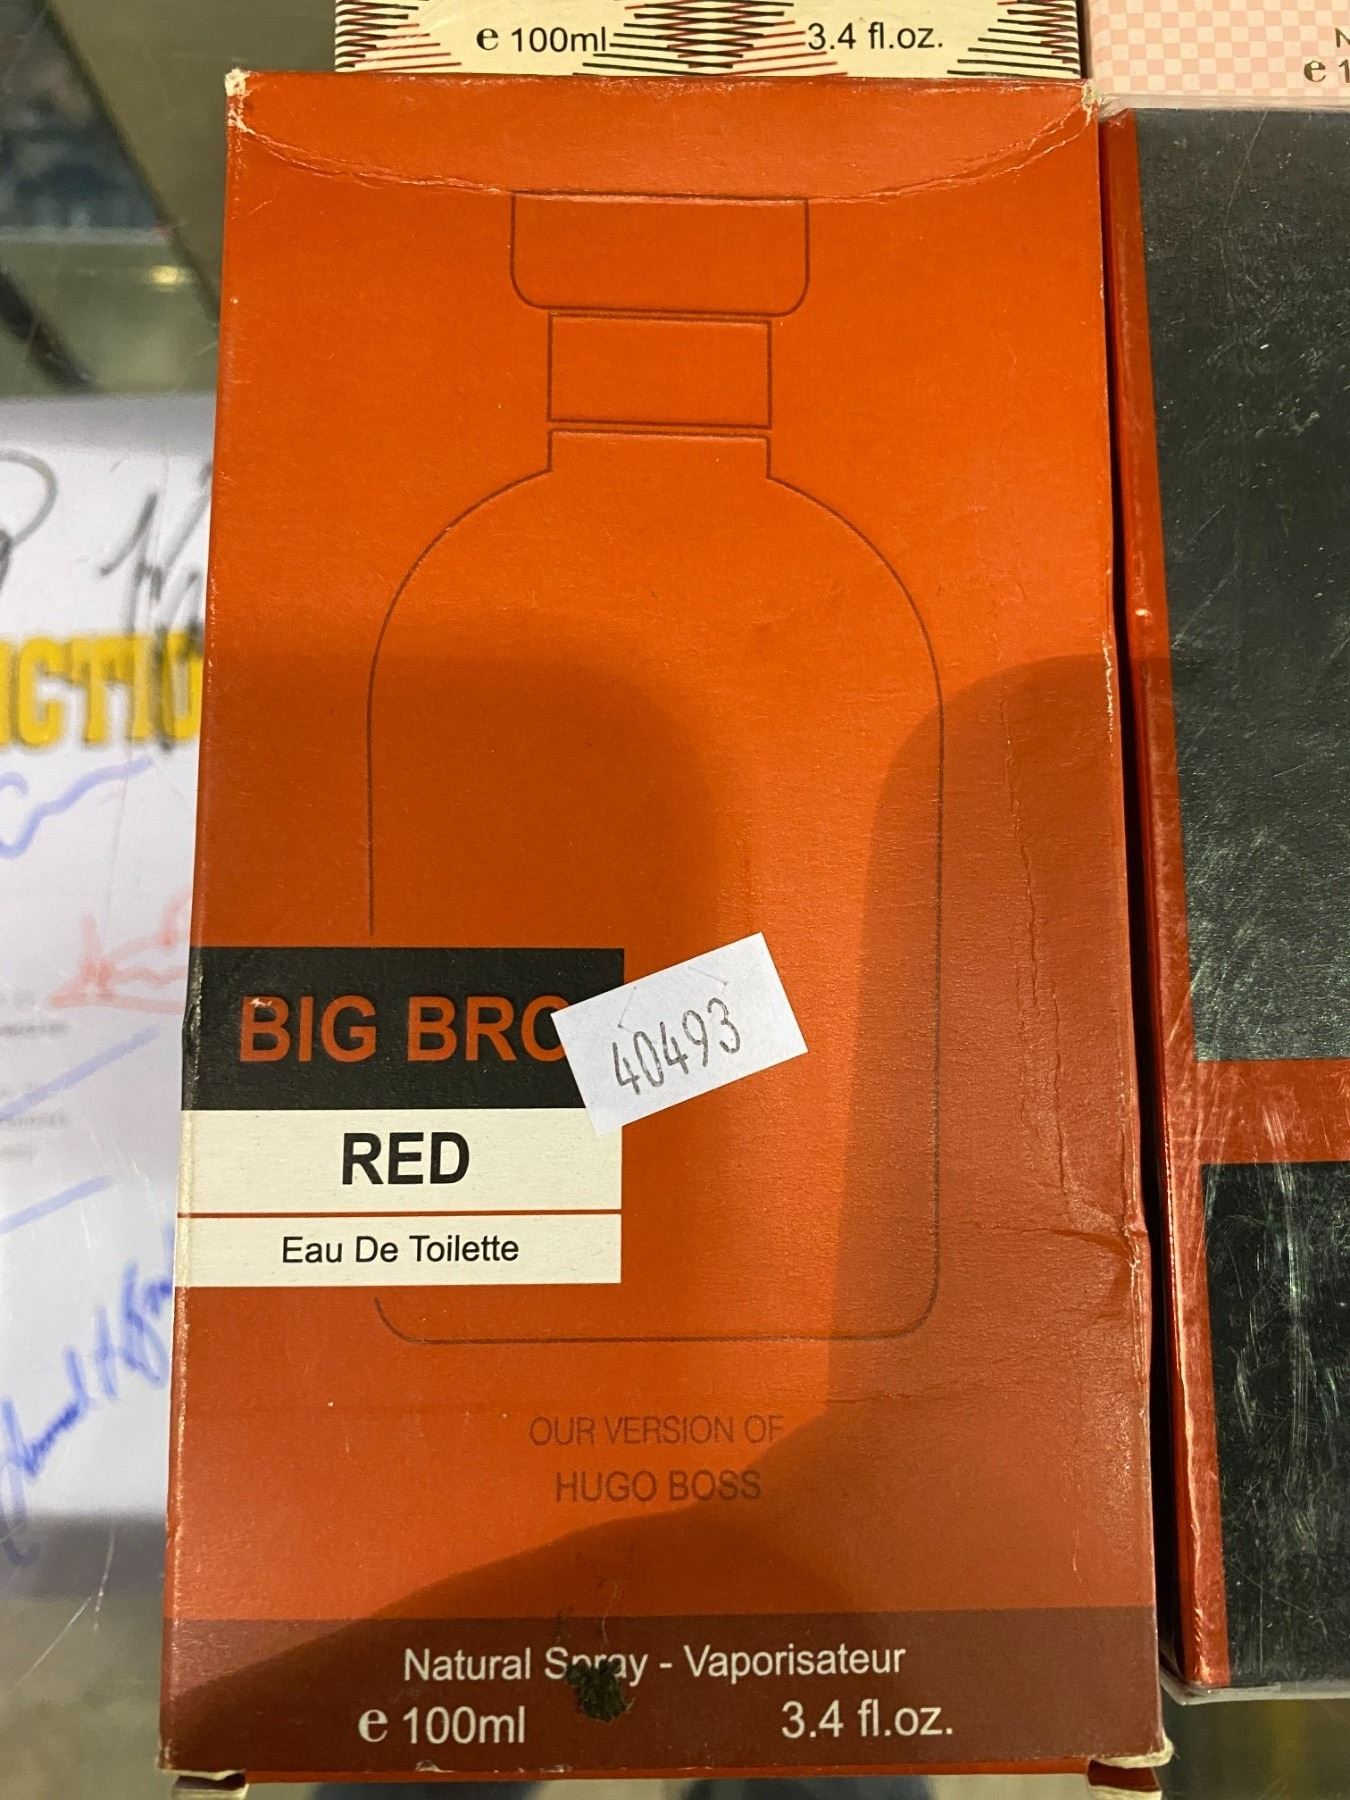 e 100ml 3.4 fl.oz.
BIG BRO
40493
RED
Eau De Toilette
OUR VERSION OF
HUGO BOSS
Natural Spray - Vaporisateur
e 100ml 3.4 fl.oz.